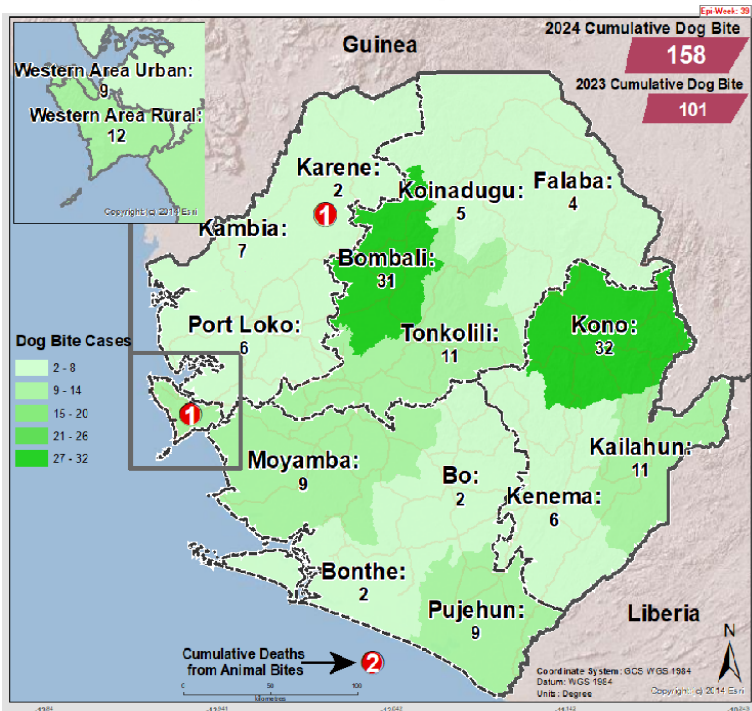 Epi-Week: 39
2024 Cumulative Dog Bite
158
2023 Cumulative Dog Bite
101
Guinea
Western Area Urban:
9
Western Area Rural:
12
Copyright (c) 2014 Esri
Karene:
2
1
Koinadugu:
5
Falaba:
4
Kambia:
7
Bombali:
31
Port Loko:
6
Tonkolili:
11
Kono:
32
Dog Bite Cases
2 - 8
9 - 14
15 - 20
21 - 26
27 - 32
1
Moyamba:
9
Bo:
2
Kenema:
6
Kailahun:
11
Bonthe:
2
Pujehun:
9
Liberia
N
Cumulative Deaths
from Animal Bites
2
0 50 100
kilometres
Coordinate System: GCS WGS 1984
Datum: WGS 1984
Units: Degree
Copyright (c) 2014 Esri